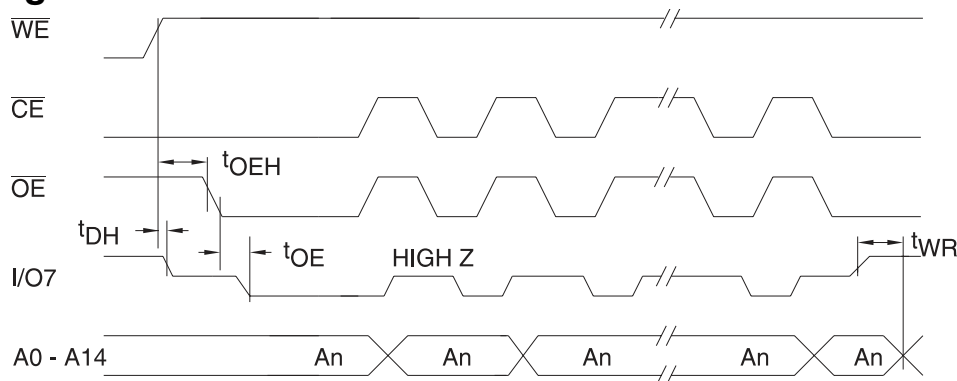 WE
CE
tOEH
OE
tDH
tOE
HIGH Z
tWR
I/O7
A0 - A14 An An An An An